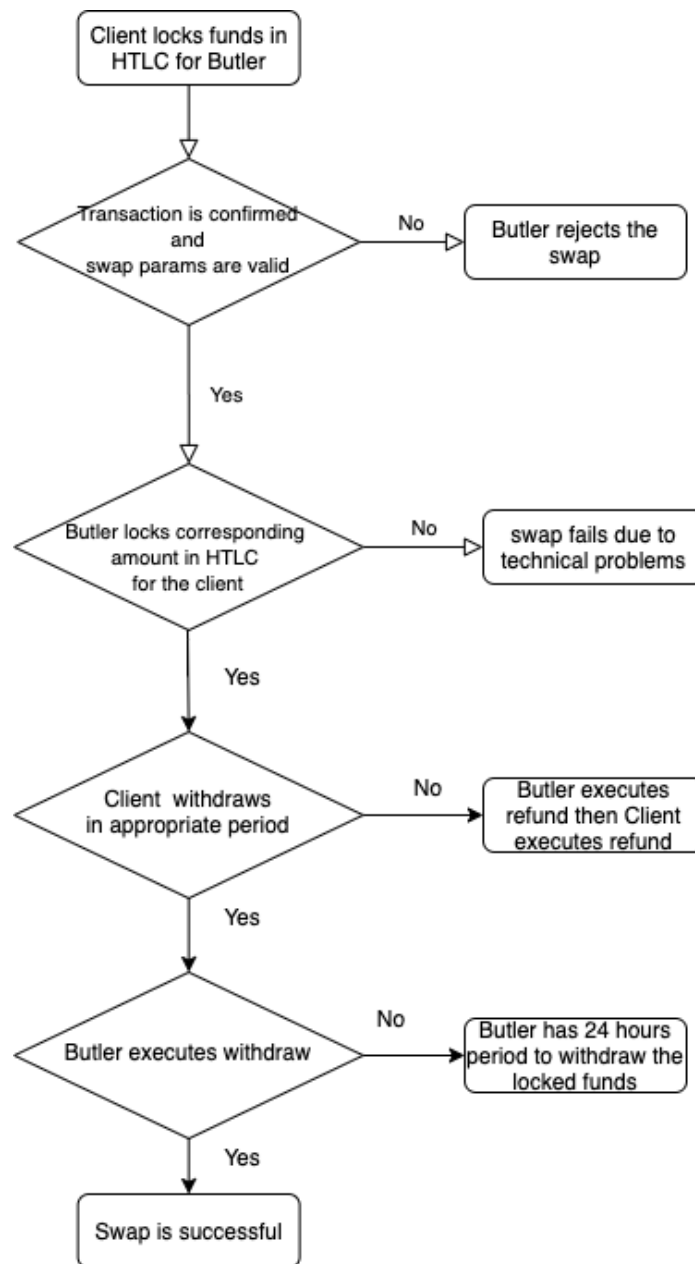 Client locks funds in
HTLC for Butler
Transaction is confirmed
and
swap params are valid
No
Butler rejects the
swap
Yes
Butler locks corresponding
amount in HTLC
for the client
No
swap fails due to
technical problems
Yes
Client withdraws
in appropriate period
No
Butler executes
refund then Client
executes refund
Yes
Butler executes withdraw
No
Butler has 24 hours
period to withdraw the
locked funds
Yes
Swap is successful